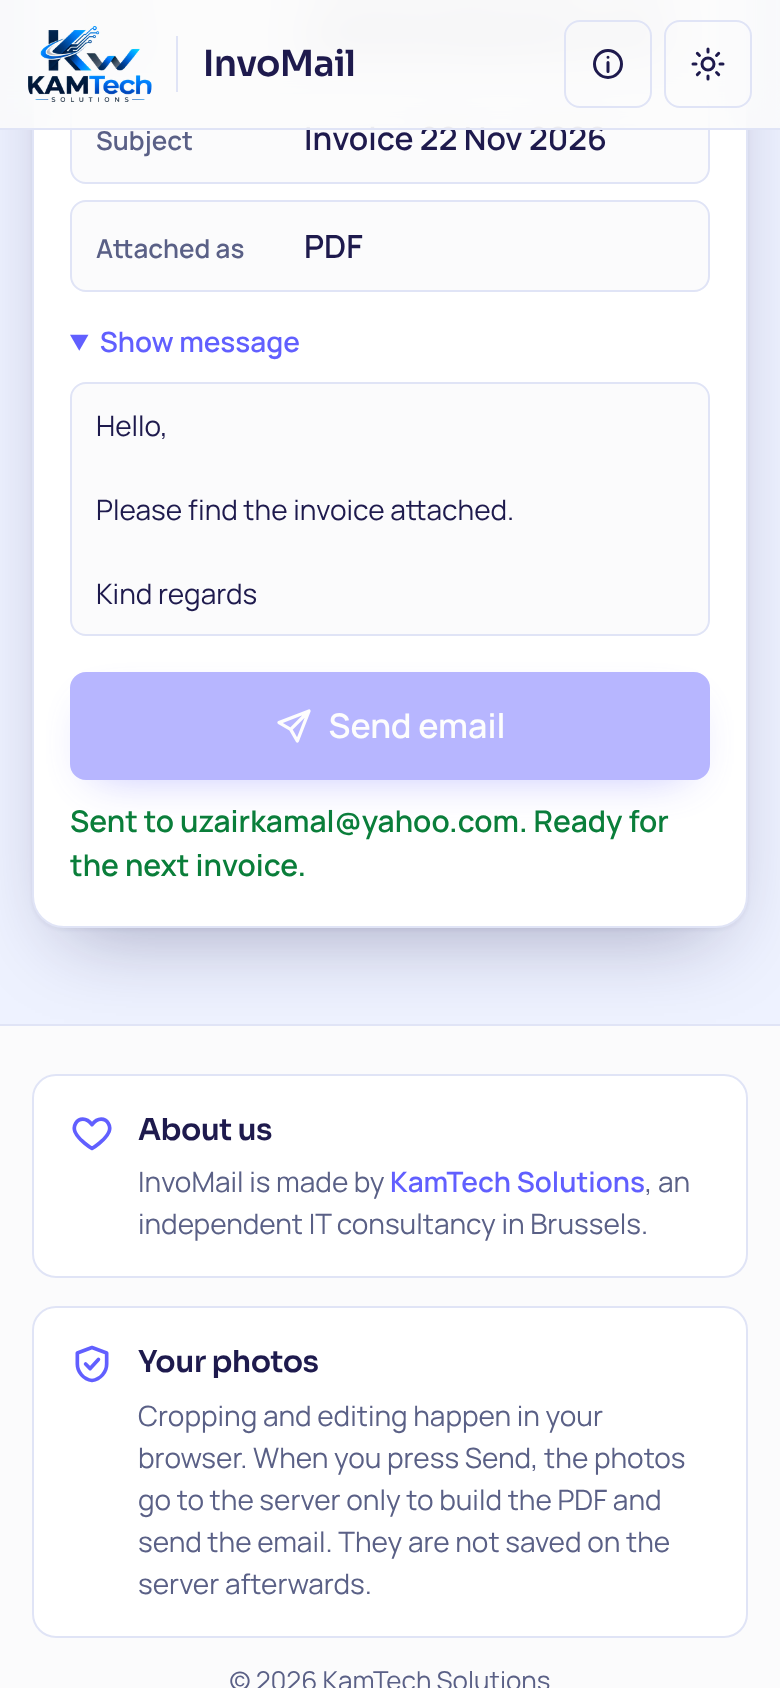 Kw
KAMTech
SOLUTIONS
InvoMail
Subject Invoice 22 Nov 2026
Attached as PDF
▼ Show message
Hello,
Please find the invoice attached.
Kind regards
Send email
Sent to uzairkamal@yahoo.com. Ready for
the next invoice.
About us
InvoMail is made by KamTech Solutions, an
independent IT consultancy in Brussels.
Your photos
Cropping and editing happen in your
browser. When you press Send, the photos
go to the server only to build the PDF and
send the email. They are not saved on the
server afterwards.
© 2026 KamTech Solutions